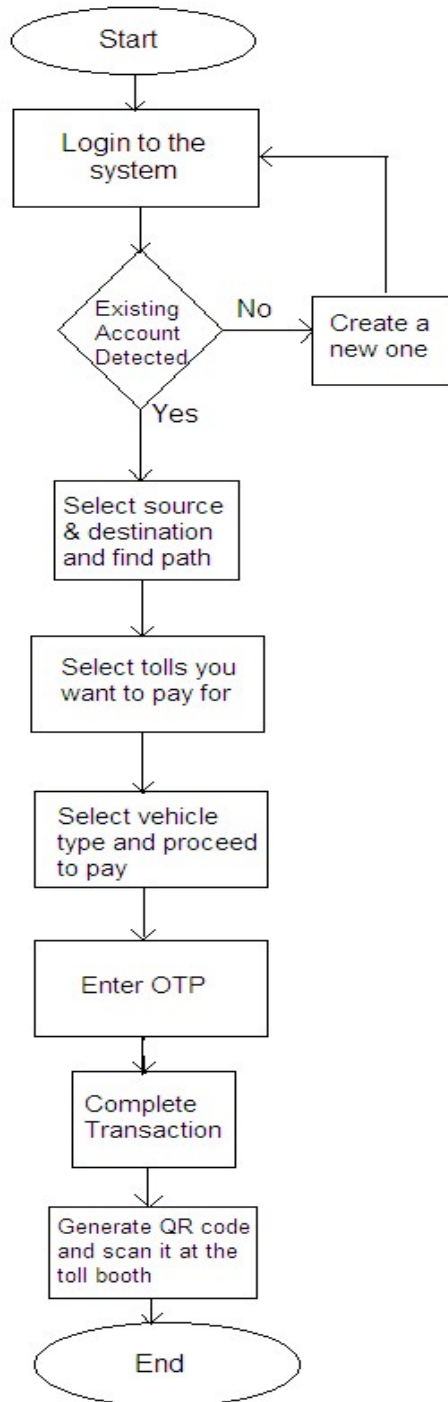 Start
Login to the
system
Existing
Account
Detected
No
Create a
new one
Yes
Select source
& destination
and find path
Select tolls you
want to pay for
Select vehicle
type and proceed
to pay
Enter OTP
Complete
Transaction
Generate QR code
and scan it at the
toll booth
End